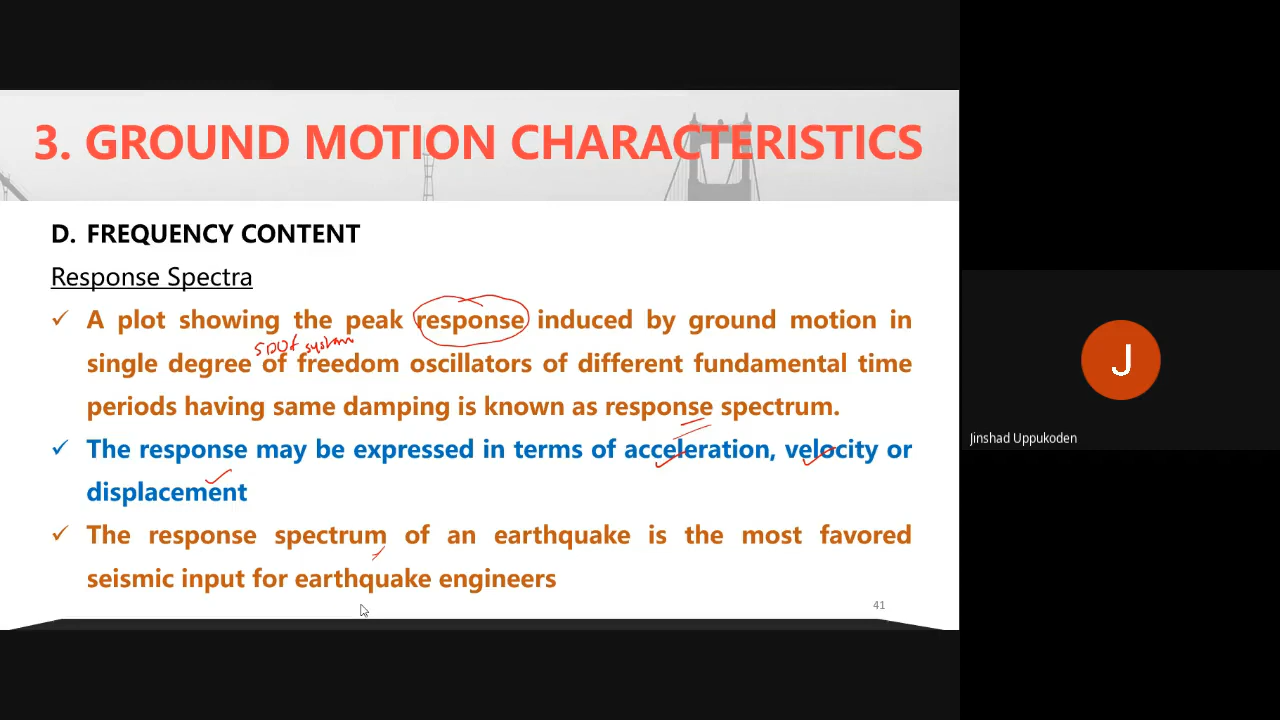 3. GROUND MOTION CHARACTERISTICS
D. FREQUENCY CONTENT
Response Spectra
A plot showing the peak response induced by ground motion in
SDOf system
single degree of freedom oscillators of different fundamental time
periods having same damping is known as response spectrum.
The response may be expressed in terms of acceleration, velocity or
displacement
The response spectrum of an earthquake is the most favored
seismic input for earthquake engineers
41
J
Jinshad Uppukoden